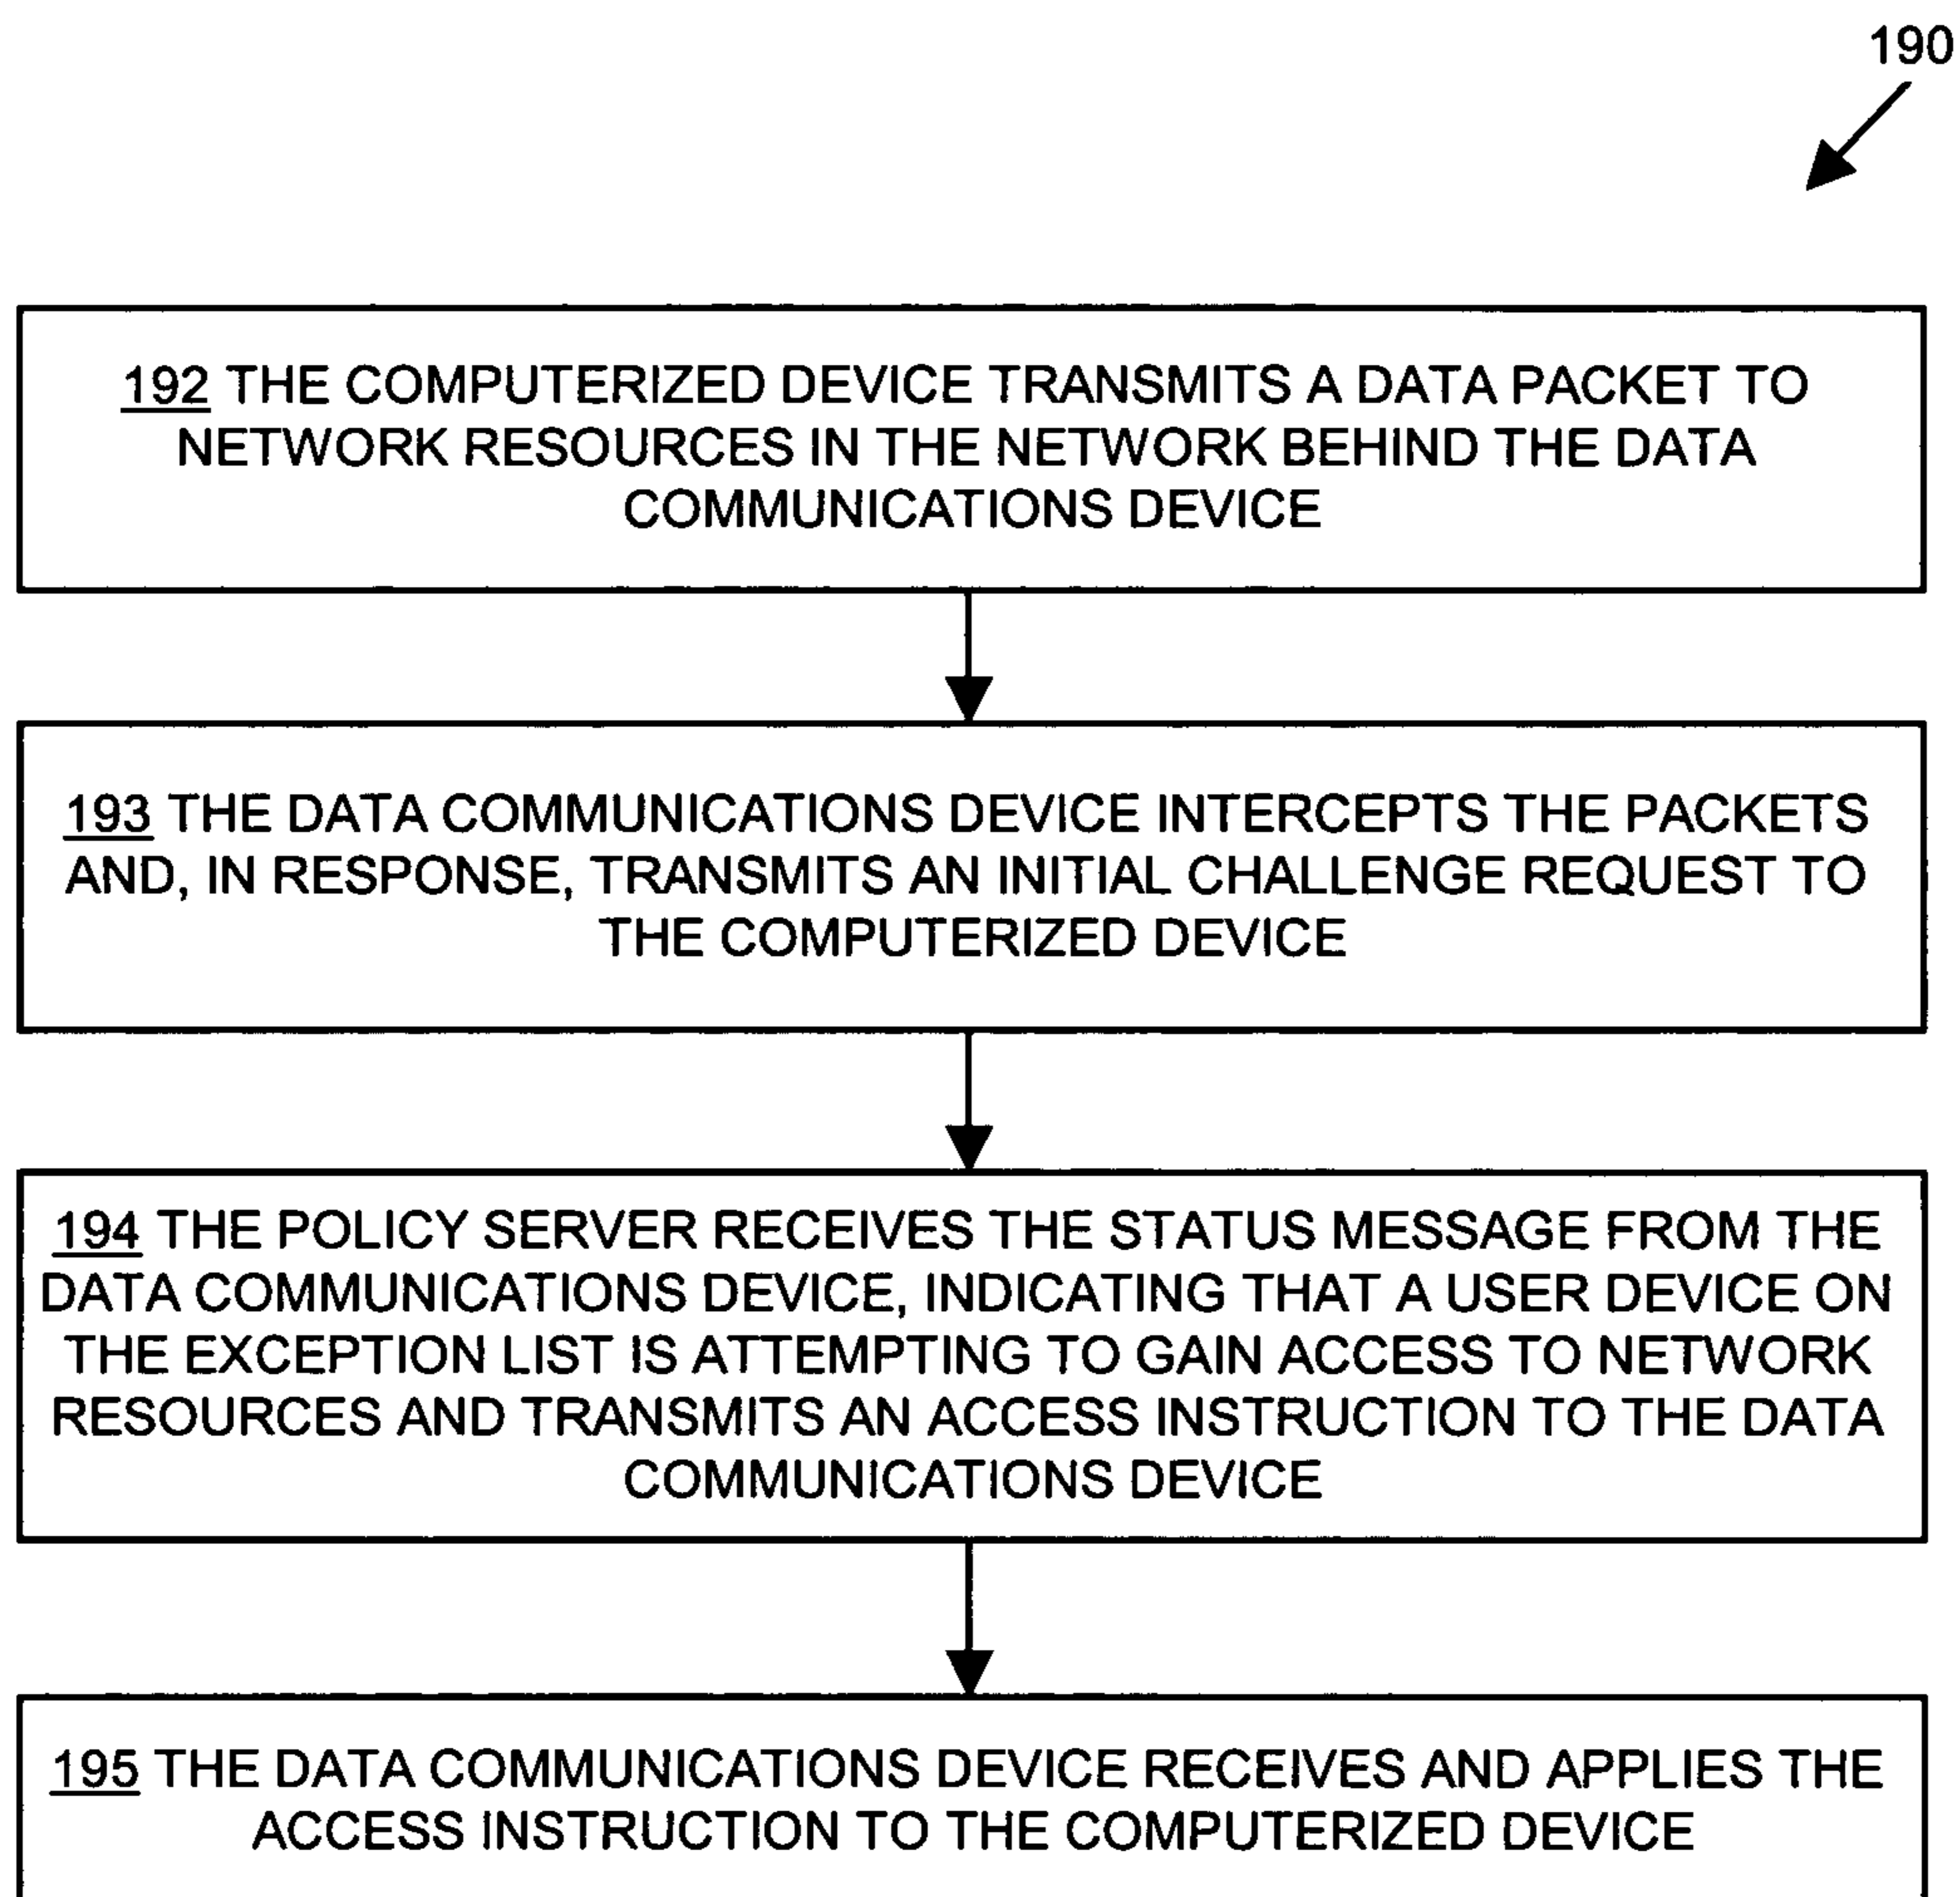 190
192 THE COMPUTERIZED DEVICE TRANSMITS A DATA PACKET TO
NETWORK RESOURCES IN THE NETWORK BEHIND THE DATA
COMMUNICATIONS DEVICE
193 THE DATA COMMUNICATIONS DEVICE INTERCEPTS THE PACKETS
AND, IN RESPONSE, TRANSMITS AN INITIAL CHALLENGE REQUEST TO
THE COMPUTERIZED DEVICE
194 THE POLICY SERVER RECEIVES THE STATUS MESSAGE FROM THE
DATA COMMUNICATIONS DEVICE, INDICATING THAT A USER DEVICE ON
THE EXCEPTION LIST IS ATTEMPTING TO GAIN ACCESS TO NETWORK
RESOURCES AND TRANSMITS AN ACCESS INSTRUCTION TO THE DATA
COMMUNICATIONS DEVICE
195 THE DATA COMMUNICATIONS DEVICE RECEIVES AND APPLIES THE
ACCESS INSTRUCTION TO THE COMPUTERIZED DEVICE